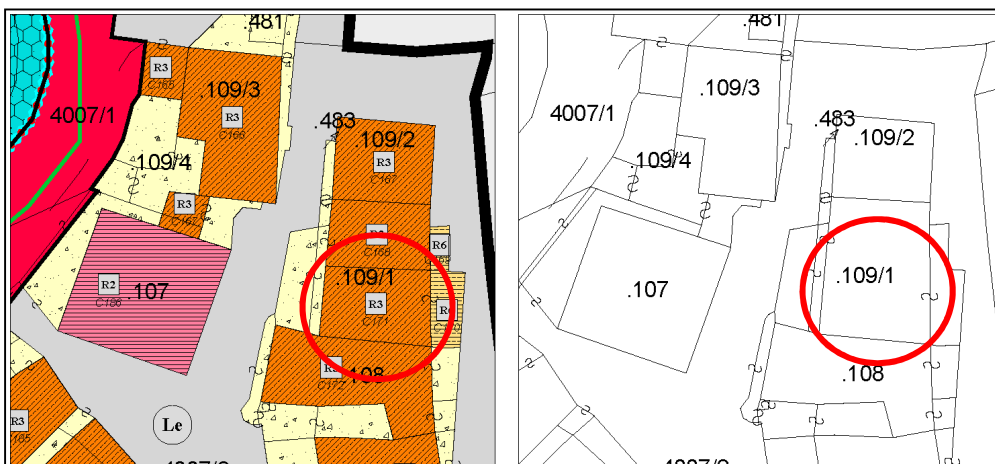 .481
R3
C165
.109/3
R3
C166
4007/1
.483
.109/2
R3
C167
.109/4
R3
R6
.109/1
R2
C186
.107
R3
C171
.108
Le
R3
.481
.109/3
4007/1
.483
.109/2
.109/4
.109/1
.107
.108